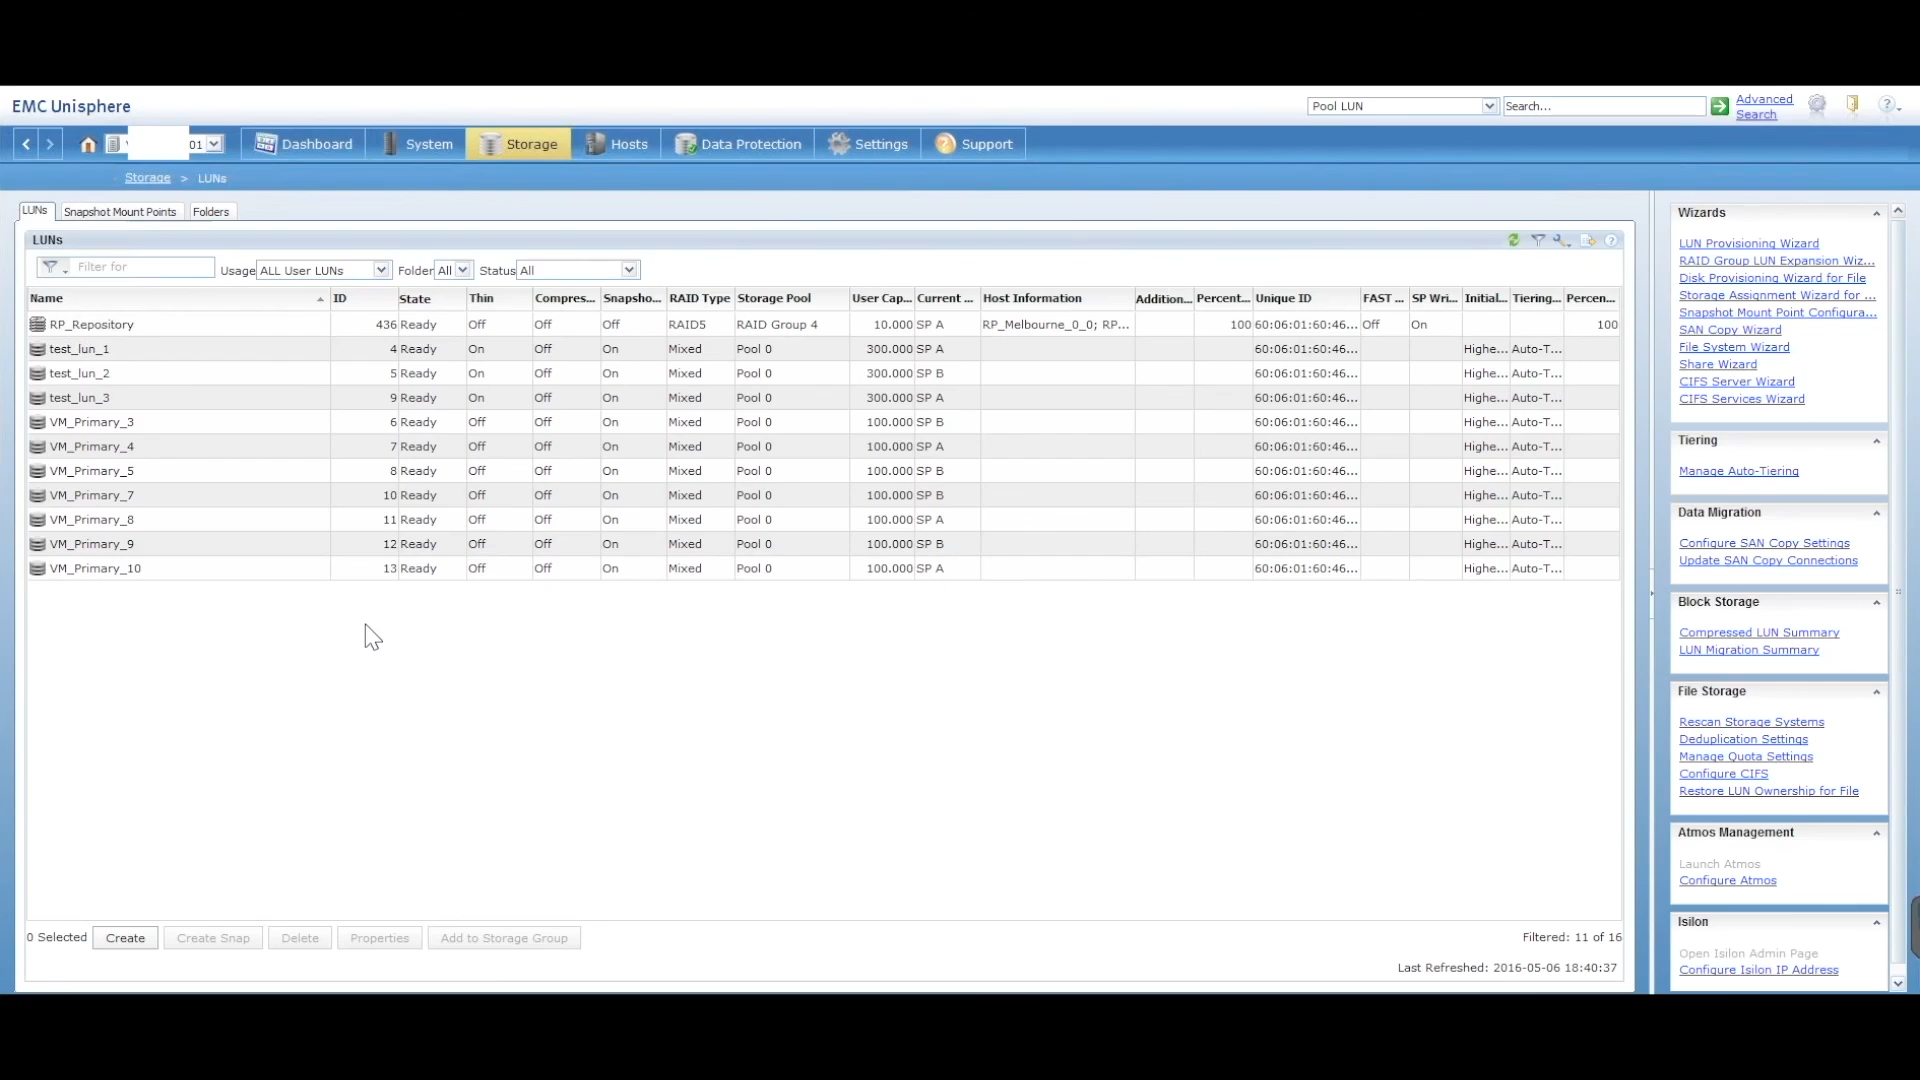 EMC Unisphere
Pool LUN Search... Advanced Search
01 Dashboard System Storage Hosts Data Protection Settings Support
Storage > LUNs
LUNs Snapshot Mount Points Folders
LUNs
Filter for Usage ALL User LUNs Folder All Status All
Name ID State Thin Compres... Snapsho... RAID Type Storage Pool User Cap... Current ... Host Information Addition... Percent... Unique ID FAST ... SP Wri... Initial... Tiering... Percen...
RP_Repository 436 Ready Off Off Off RAID5 RAID Group 4 10.000 SP A RP_Melbourne_0_0; RP... 100 60:06:01:60:46... Off On 100
test_lun_1 4 Ready On Off On Mixed Pool 0 300.000 SP A 60:06:01:60:46... Highe... Auto-T...
test_lun_2 5 Ready On Off On Mixed Pool 0 300.000 SP B 60:06:01:60:46... Highe... Auto-T...
test_lun_3 9 Ready On Off On Mixed Pool 0 300.000 SP A 60:06:01:60:46... Highe... Auto-T...
VM_Primary_3 6 Ready Off Off On Mixed Pool 0 100.000 SP B 60:06:01:60:46... Highe... Auto-T...
VM_Primary_4 7 Ready Off Off On Mixed Pool 0 100.000 SP A 60:06:01:60:46... Highe... Auto-T...
VM_Primary_5 8 Ready Off Off On Mixed Pool 0 100.000 SP B 60:06:01:60:46... Highe... Auto-T...
VM_Primary_7 10 Ready Off Off On Mixed Pool 0 100.000 SP B 60:06:01:60:46... Highe... Auto-T...
VM_Primary_8 11 Ready Off Off On Mixed Pool 0 100.000 SP A 60:06:01:60:46... Highe... Auto-T...
VM_Primary_9 12 Ready Off Off On Mixed Pool 0 100.000 SP B 60:06:01:60:46... Highe... Auto-T...
VM_Primary_10 13 Ready Off Off On Mixed Pool 0 100.000 SP A 60:06:01:60:46... Highe... Auto-T...
0 Selected Create Create Snap Delete Properties Add to Storage Group Filtered: 11 of 16
Last Refreshed: 2016-05-06 18:40:37
Wizards
LUN Provisioning Wizard
RAID Group LUN Expansion Wiz...
Disk Provisioning Wizard for File
Storage Assignment Wizard for ...
Snapshot Mount Point Configura...
SAN Copy Wizard
File System Wizard
Share Wizard
CIFS Server Wizard
CIFS Services Wizard
Tiering
Manage Auto-Tiering
Data Migration
Configure SAN Copy Settings
Update SAN Copy Connections
Block Storage
Compressed LUN Summary
LUN Migration Summary
File Storage
Rescan Storage Systems
Deduplication Settings
Manage Quota Settings
Configure CIFS
Restore LUN Ownership for File
Atmos Management
Launch Atmos
Configure Atmos
Isilon
Open Isilon Admin Page
Configure Isilon IP Address